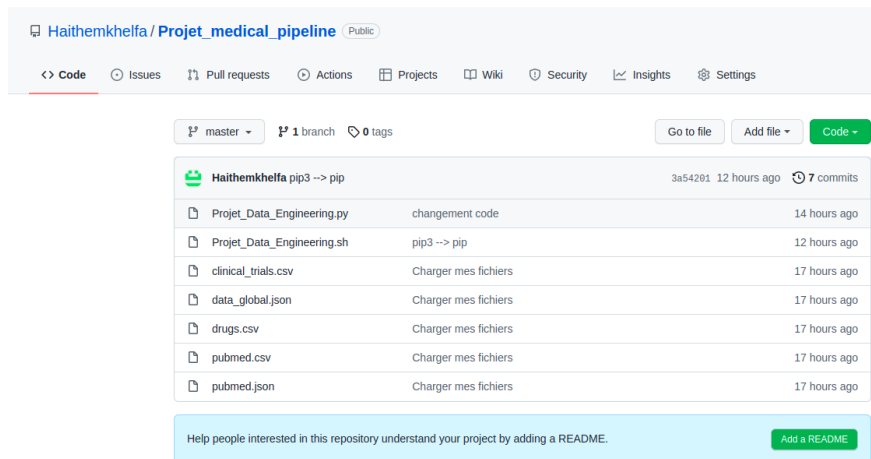 Haithemkhelfa / Projet_medical_pipeline Public
<> Code Issues Pull requests Actions Projects Wiki Security Insights Settings
master 1 branch 0 tags Go to file Add file Code
Haithemkhelfa pip3 --> pip 3a54201 12 hours ago 7 commits
Projet_Data_Engineering.py changement code 14 hours ago
Projet_Data_Engineering.sh pip3 --> pip 12 hours ago
clinical_trials.csv Charger mes fichiers 17 hours ago
data_global.json Charger mes fichiers 17 hours ago
drugs.csv Charger mes fichiers 17 hours ago
pubmed.csv Charger mes fichiers 17 hours ago
pubmed.json Charger mes fichiers 17 hours ago
Help people interested in this repository understand your project by adding a README. Add a README